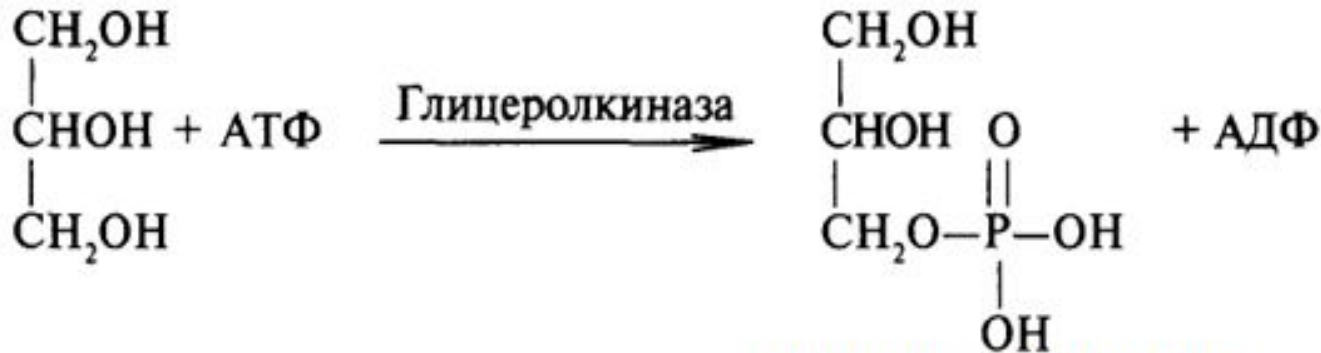 CH₂OH CH₂OH
Глицеролкиназа
CHOH + АТФ CHOH O + АДФ
CH₂OH CH₂O—P—OH
OH